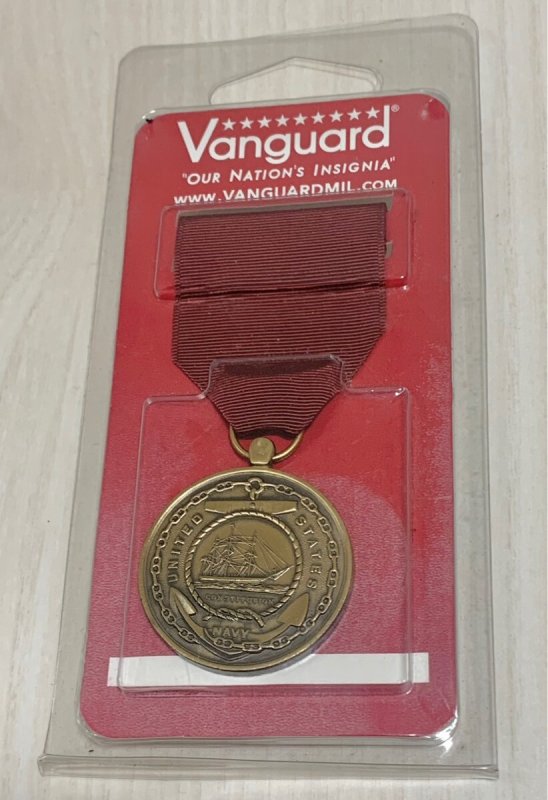 Vanguard®
"OUR NATION'S INSIGNIA"
WWW.VANGUARDMIL.COM
UNITED STATES
CONSTITUTION
NAVY